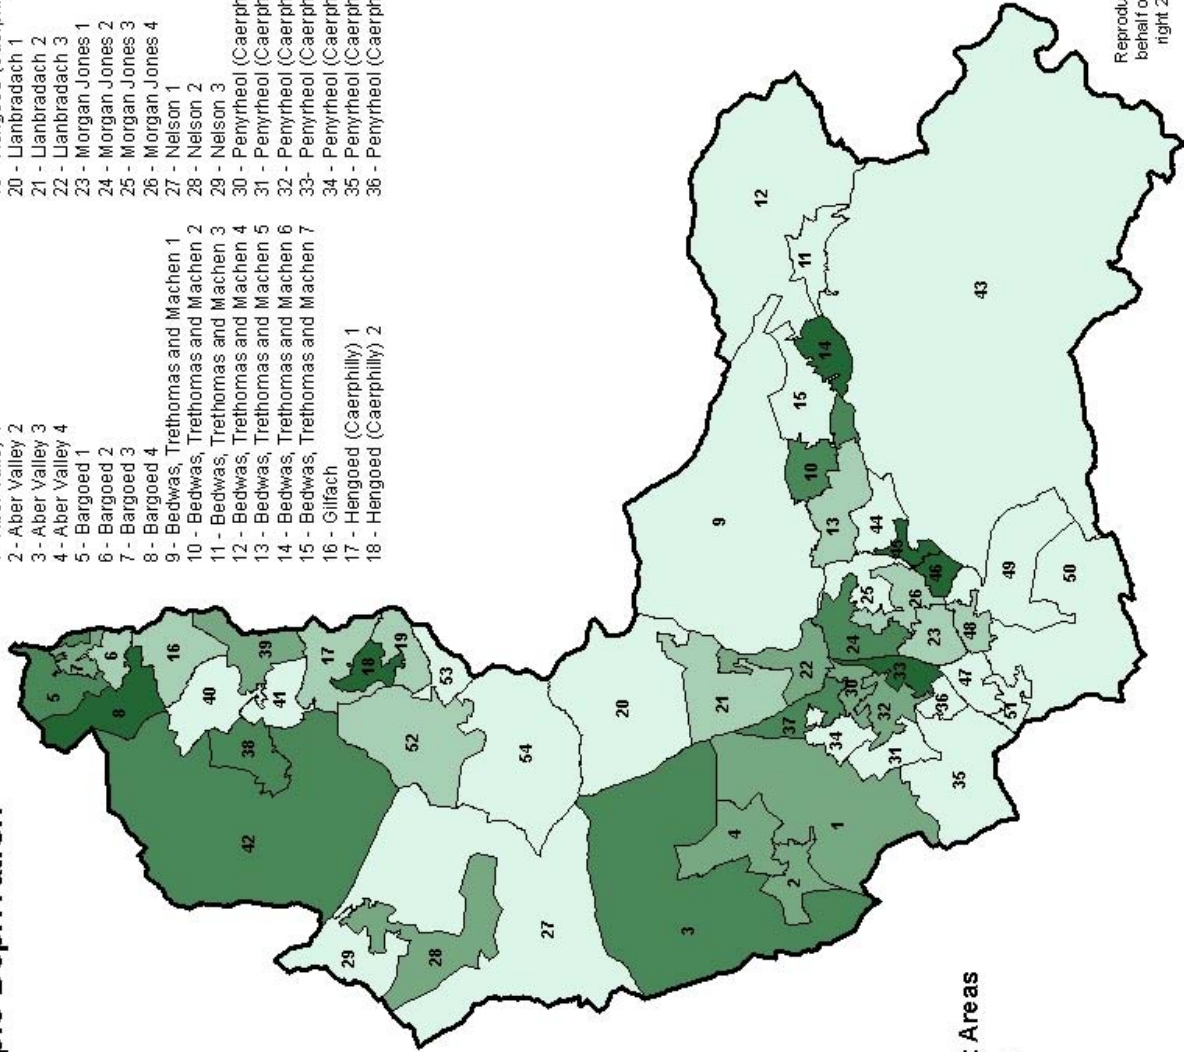 ple Deprivation
2 - Aber Valley 2
3 - Aber Valley 3
4 - Aber Valley 4
5 - Bargoed 1
6 - Bargoed 2
7 - Bargoed 3
8 - Bargoed 4
9 - Bedwas, Trethomas and Machen 1
10 - Bedwas, Trethomas and Machen 2
11 - Bedwas, Trethomas and Machen 3
12 - Bedwas, Trethomas and Machen 4
13 - Bedwas, Trethomas and Machen 5
14 - Bedwas, Trethomas and Machen 6
15 - Bedwas, Trethomas and Machen 7
16 - Gilfach
17 - Hengoed (Caerphilly) 1
18 - Hengoed (Caerphilly) 2
20 - Llanbradach 1
21 - Llanbradach 2
22 - Llanbradach 3
23 - Morgan Jones 1
24 - Morgan Jones 2
25 - Morgan Jones 3
26 - Morgan Jones 4
27 - Nelson 1
28 - Nelson 2
29 - Nelson 3
30 - Penyrheol (Caerph
31 - Penyrheol (Caerph
32 - Penyrheol (Caerph
33- Penyrheol (Caerph
34 - Penyrheol (Caerph
35 - Penyrheol (Caerph
36 - Penyrheol (Caerph
5
7
6
8
16
39
40
41
17
18
19
38
42
53
52
54
29
28
27
20
21
22
3
4
2
1
37
34
30
32
31
33
36
35
24
25
26
23
48
47
51
9
10
13
15
14
11
12
44
45
46
49
50
43
Areas
Reprodu
behalf o
right 2